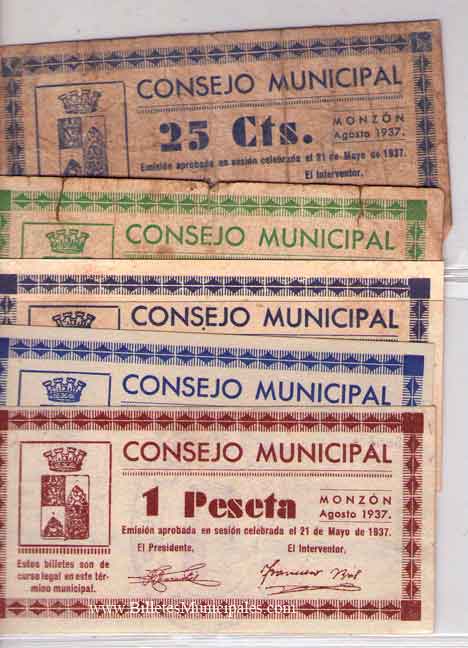 CONSEJO MUNICIPAL
25 Cts.
MONZÓN
Agosto 1937.
Emisión aprobada en sesión celebrada el 21 de Mayo de 1937.
El Interventor,
CONSEJO MUNICIPAL
CONSEJO MUNICIPAL
CONSEJO MUNICIPAL
CONSEJO MUNICIPAL
1 Peseta
MONZÓN
Agosto 1937.
Emisión aprobada en sesión celebrada el 21 de Mayo de 1937.
El Presidente,
El Interventor,
Estos billetes son de
curso legal en este tér-
mino municipal.
www.BilletesMunicipales.com